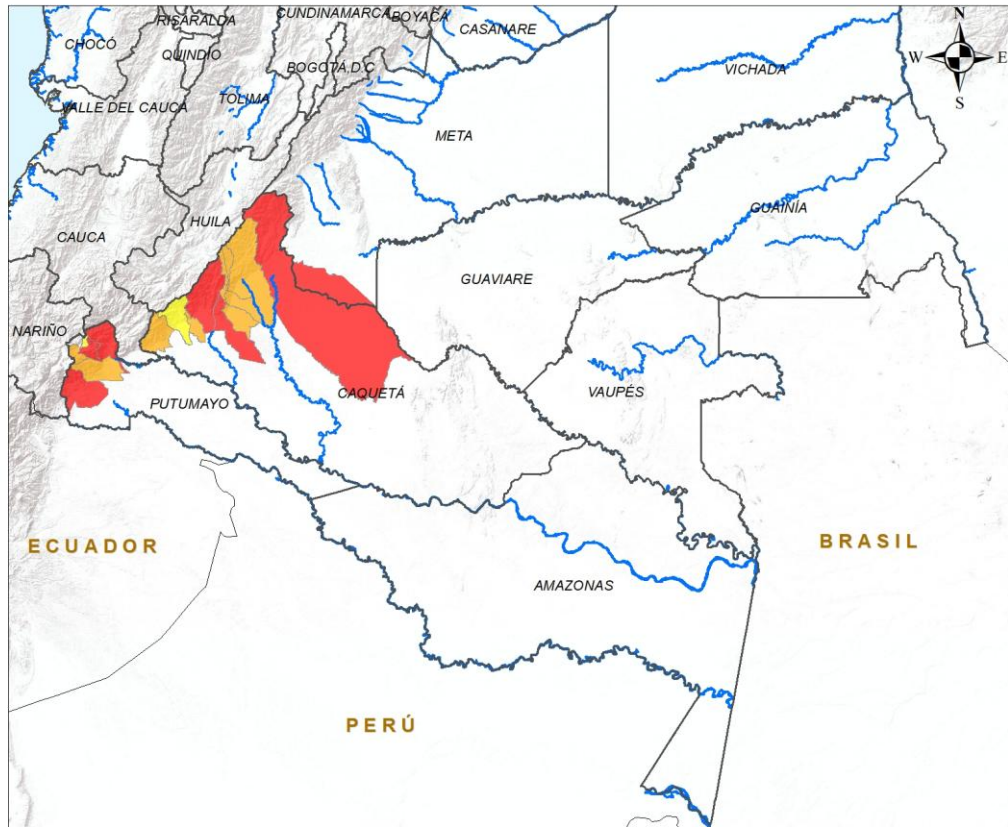 CUNDINAMARCA
BOYACÁ
RISARALDA
CASANARE
N
CHOCÓ
QUINDIO
W
E
BOGOTÁ D.C
VICHADA
TOLIMA
S
VALLE DEL CAUCA
META
GUAINÍA
HUILA
CAUCA
GUAVIARE
NARIÑO
CAQUETÁ
VAUPÉS
PUTUMAYO
ECUADOR
BRASIL
AMAZONAS
PERÚ